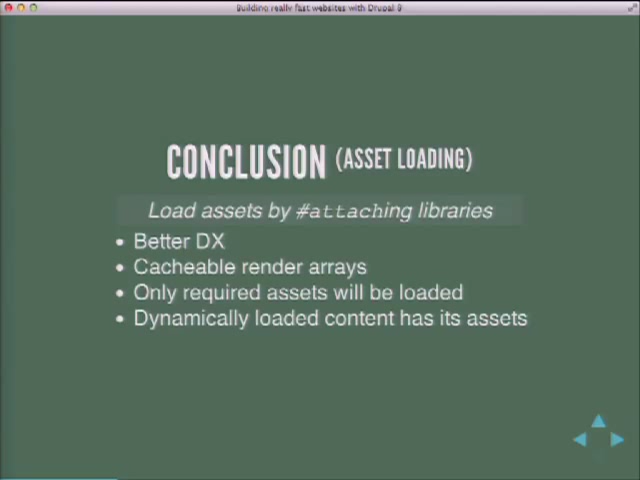 Building really fast websites with Drupal 8
CONCLUSION (ASSET LOADING)
Load assets by #attaching libraries
• Better DX
• Cacheable render arrays
• Only required assets will be loaded
• Dynamically loaded content has its assets